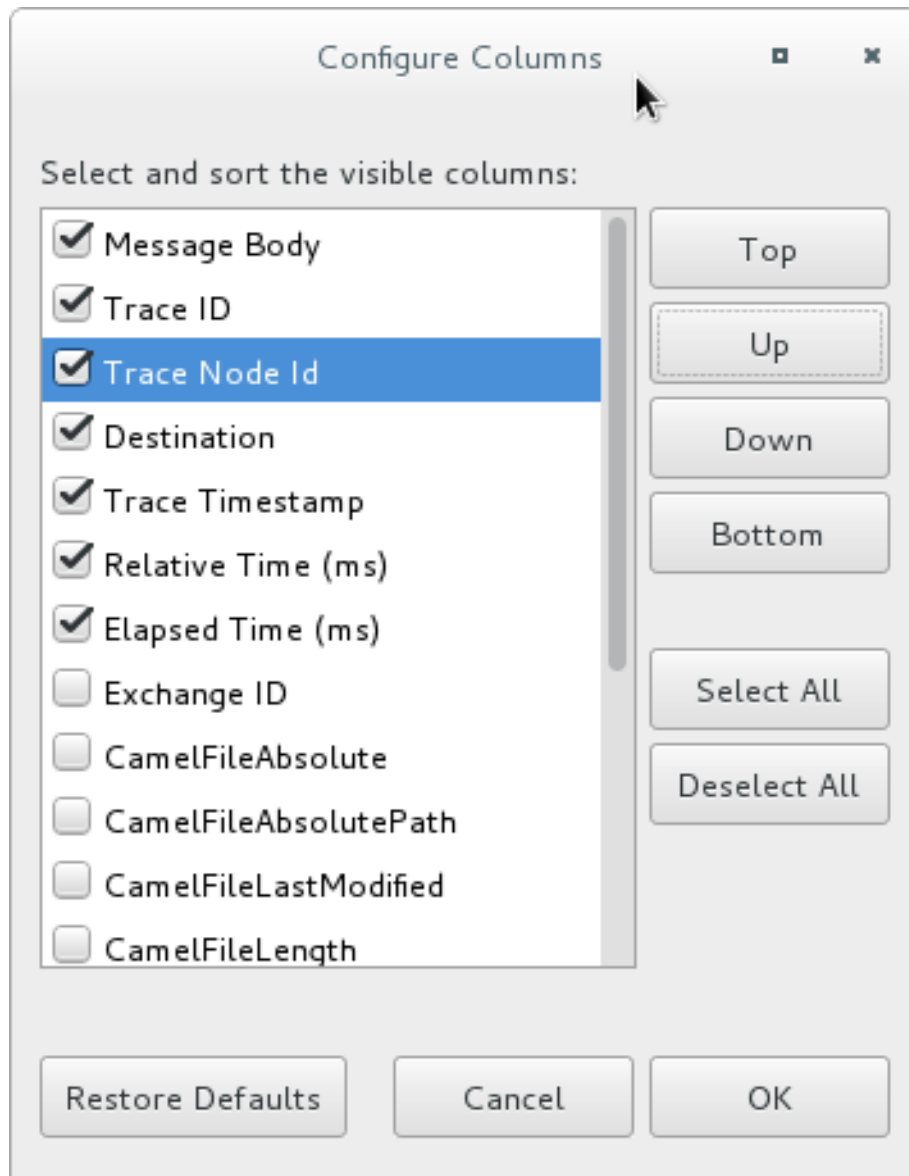 Configure Columns
Select and sort the visible columns:
Message Body
Trace ID
Trace Node Id
Destination
Trace Timestamp
Relative Time (ms)
Elapsed Time (ms)
Exchange ID
CamelFileAbsolute
CamelFileAbsolutePath
CamelFileLastModified
CamelFileLength
Top
Up
Down
Bottom
Select All
Deselect All
Restore Defaults
Cancel
OK